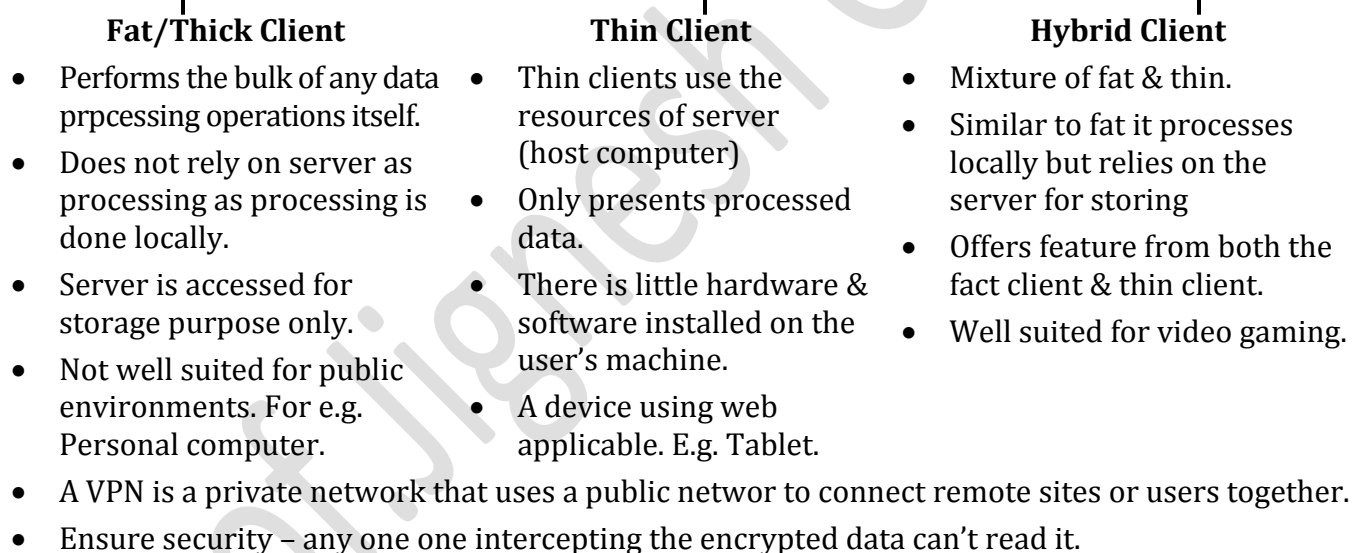 Fat/Thick Client
• Performs the bulk of any data
prpcessing operations itself.
• Does not rely on server as
processing as processing is
done locally.
• Server is accessed for
storage purpose only.
• Not well suited for public
environments. For e.g.
Personal computer.
Thin Client
• Thin clients use the
resources of server
(host computer)
• Only presents processed
data.
• There is little hardware &
software installed on the
user's machine.
• A device using web
applicable. E.g. Tablet.
Hybrid Client
• Mixture of fat & thin.
• Similar to fat it processes
locally but relies on the
server for storing
• Offers feature from both the
fact client & thin client.
• Well suited for video gaming.
• A VPN is a private network that uses a public networ to connect remote sites or users together.
• Ensure security – any one one intercepting the encrypted data can't read it.
of Jignesh